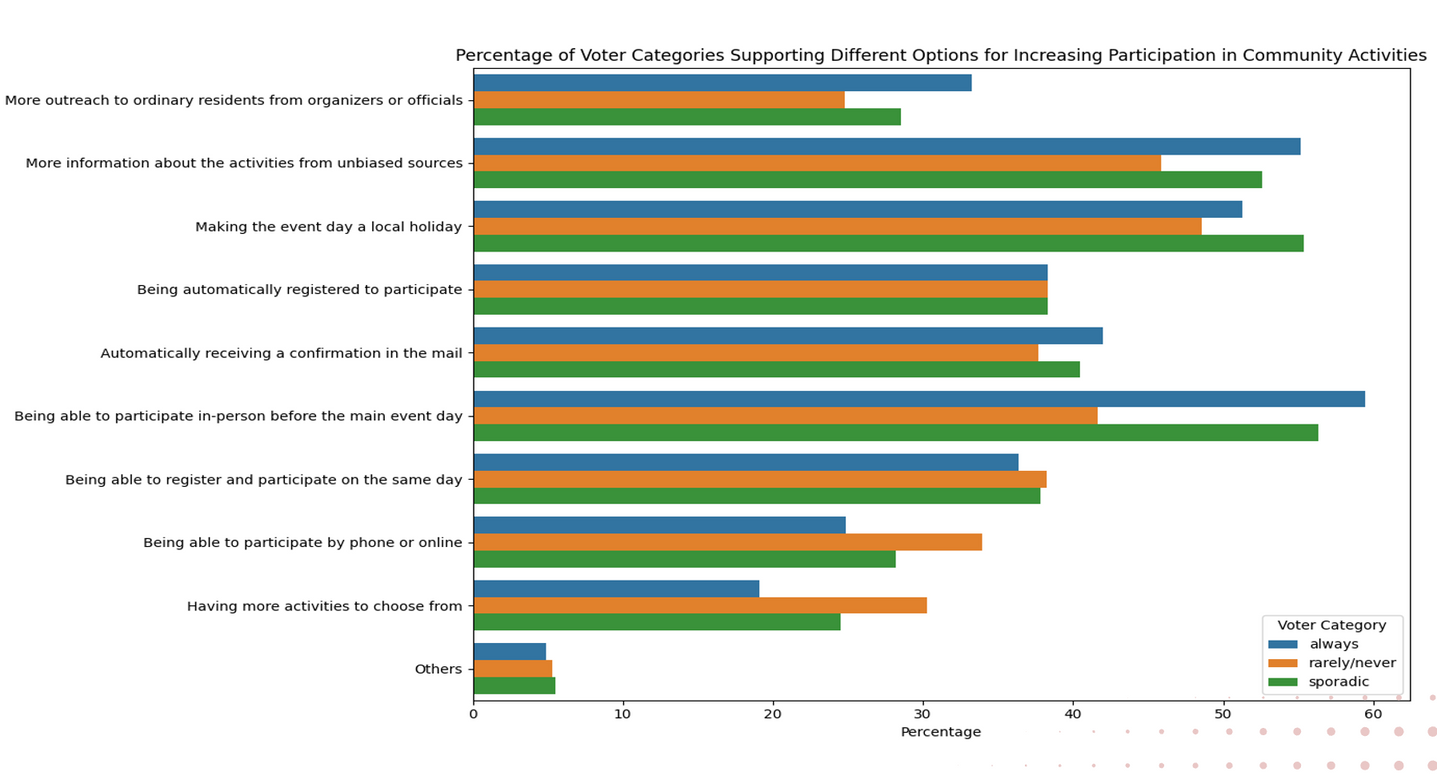 Percentage of Voter Categories Supporting Different Options for Increasing Participation in Community Activities
More outreach to ordinary residents from organizers or officials
More information about the activities from unbiased sources
Making the event day a local holiday
Being automatically registered to participate
Automatically receiving a confirmation in the mail
Being able to participate in-person before the main event day
Being able to register and participate on the same day
Being able to participate by phone or online
Having more activities to choose from
Others
Voter Category
always
rarely/never
sporadic
0 10 20 30 40 50 60
Percentage